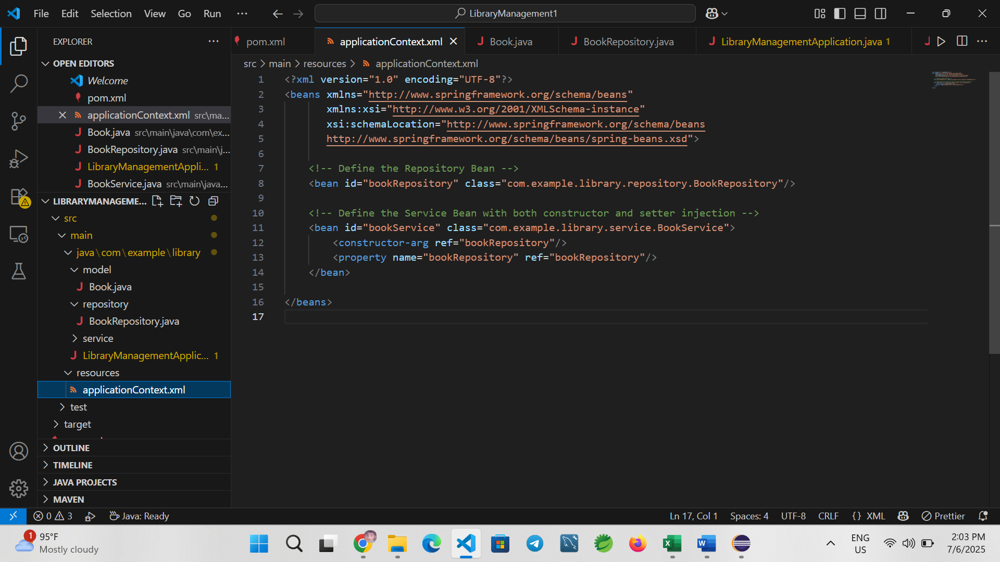 File Edit Selection View Go Run ···
LibraryManagement1
EXPLORER ···
OPEN EDITORS
Welcome
pom.xml
applicationContext.xml src\ma...
Book.java src\main\java\com\ex...
BookRepository.java src\main\j...
LibraryManagementAppli... 1
BookService.java src\main\java...
LIBRARYMANAGEME...
src
main
java\com\example\library
model
Book.java
repository
BookRepository.java
service
LibraryManagementApplic... 1
resources
applicationContext.xml
test
target
OUTLINE
TIMELINE
JAVA PROJECTS
MAVEN
pom.xml applicationContext.xml Book.java BookRepository.java LibraryManagementApplication.java 1
src > main > resources > applicationContext.xml
1 <?xml version="1.0" encoding="UTF-8"?>
2 <beans xmlns="http://www.springframework.org/schema/beans"
3 xmlns:xsi="http://www.w3.org/2001/XMLSchema-instance"
4 xsi:schemaLocation="http://www.springframework.org/schema/beans
5 http://www.springframework.org/schema/beans/spring-beans.xsd">
6
7 <!-- Define the Repository Bean -->
8 <bean id="bookRepository" class="com.example.library.repository.BookRepository"/>
9
10 <!-- Define the Service Bean with both constructor and setter injection -->
11 <bean id="bookService" class="com.example.library.service.BookService">
12 <constructor-arg ref="bookRepository"/>
13 <property name="bookRepository" ref="bookRepository"/>
14 </bean>
15
16 </beans>
17
0 3 Java: Ready Ln 17, Col 1 Spaces: 4 UTF-8 CRLF {} XML Prettier
1 95°F
Mostly cloudy
ENG
US
2:03 PM
7/6/2025